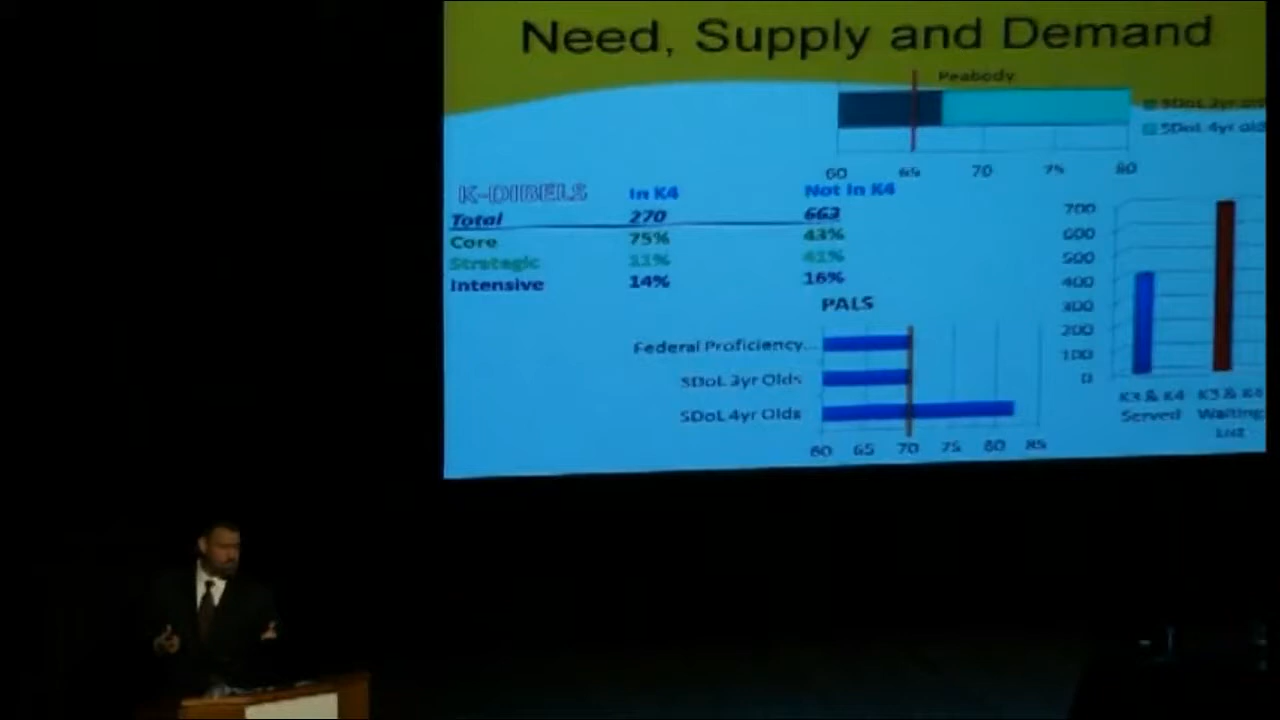 Need, Supply and Demand
Peabody
SDoL 3yr old
SDoL 4yr old
60 65 70 75 80
K-DIBELS In K4 Not In K4
Total 270 663
Core 75% 43%
Strategic 11% 41%
Intensive 14% 16%
PALS
Federal Proficiency...
SDoL 3yr Olds
SDoL 4yr Olds
60 65 70 75 80 85
700
600
500
400
300
200
100
0
K3 & K4 Served
K3 & K4 Waiting List